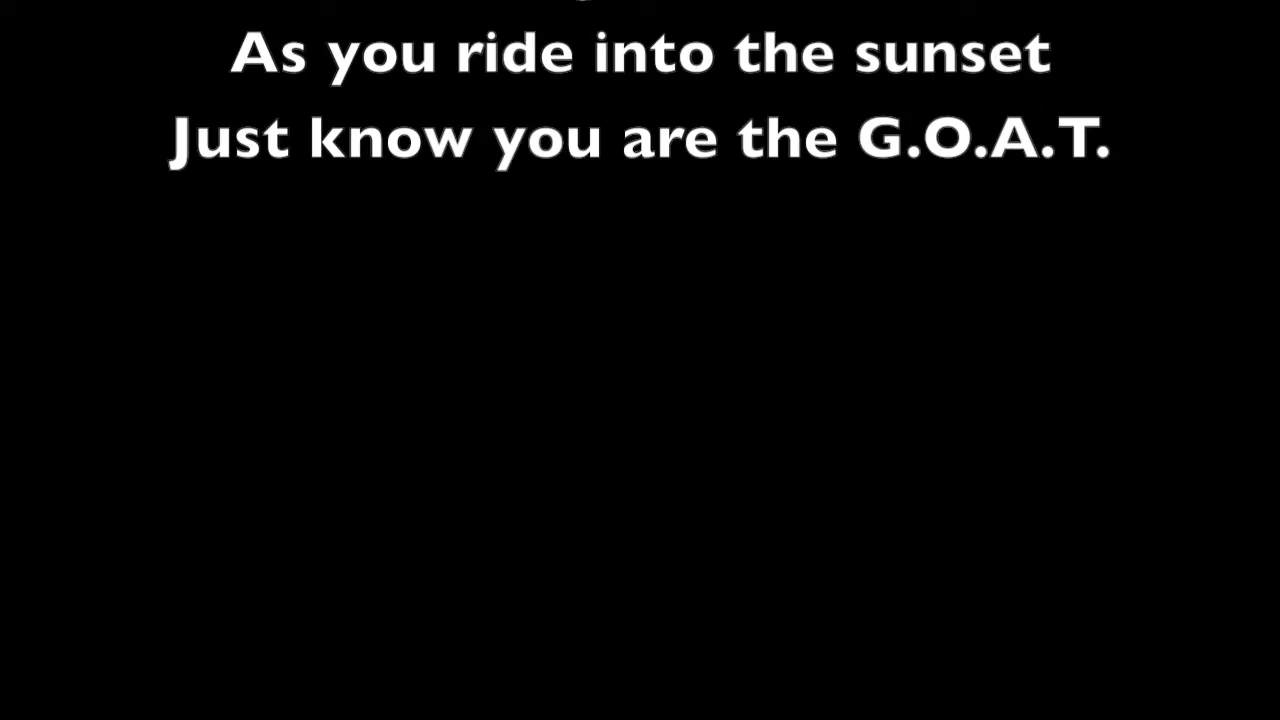 As you ride into the sunset
Just know you are the G.O.A.T.